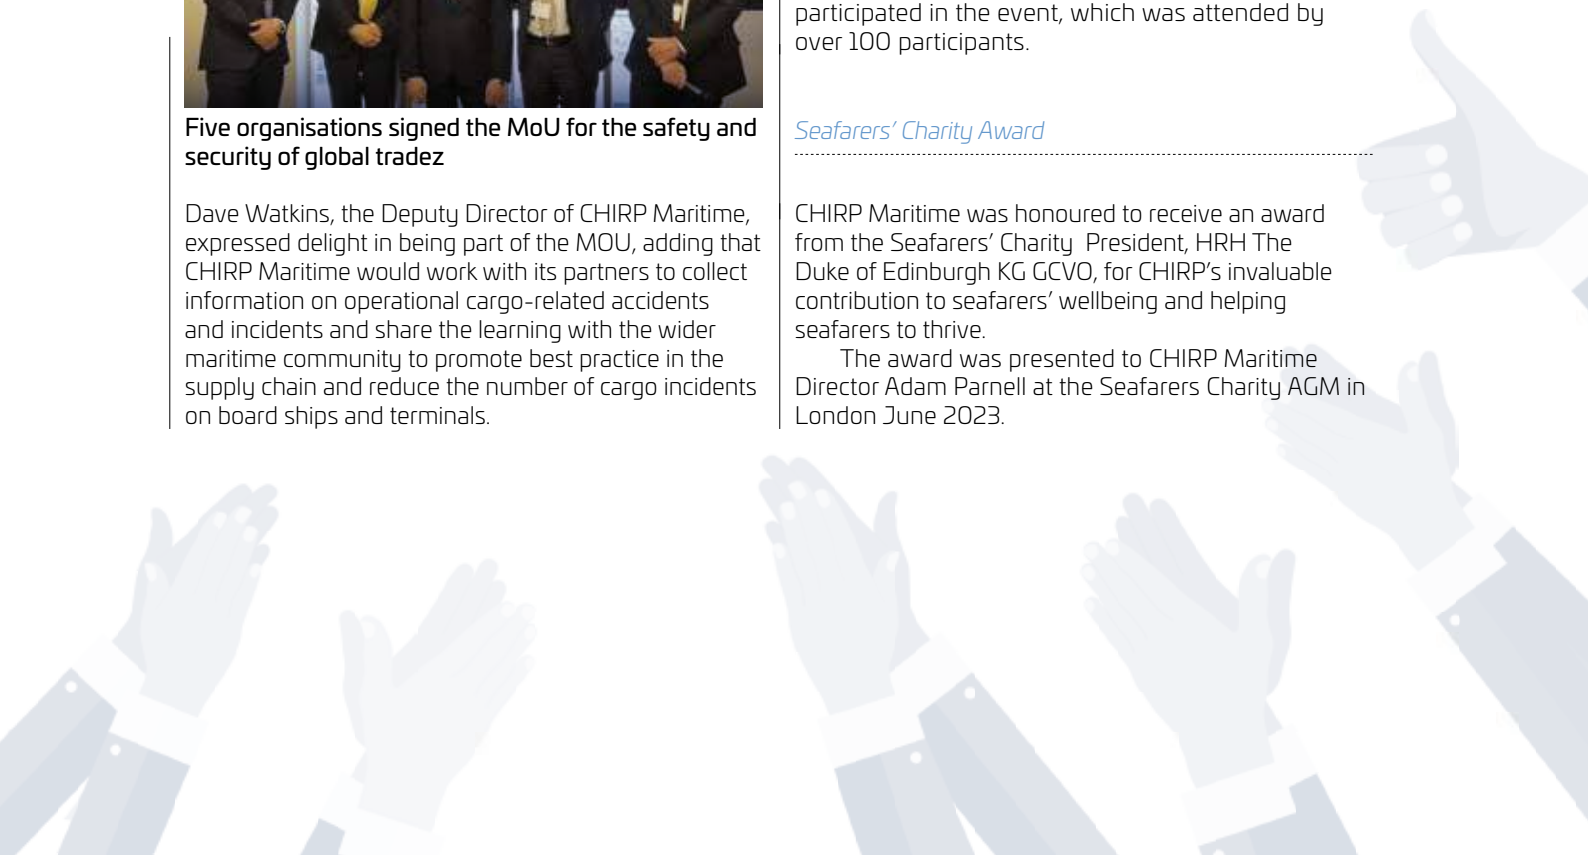 Five organisations signed the MoU for the safety and
security of global tradez
Dave Watkins, the Deputy Director of CHIRP Maritime,
expressed delight in being part of the MOU, adding that
CHIRP Maritime would work with its partners to collect
information on operational cargo-related accidents
and incidents and share the learning with the wider
maritime community to promote best practice in the
supply chain and reduce the number of cargo incidents
on board ships and terminals.
participated in the event, which was attended by
over 100 participants.
Seafarers’ Charity Award
CHIRP Maritime was honoured to receive an award
from the Seafarers’ Charity  President, HRH The
Duke of Edinburgh KG GCVO, for CHIRP’s invaluable
contribution to seafarers’ wellbeing and helping
seafarers to thrive.
The award was presented to CHIRP Maritime
Director Adam Parnell at the Seafarers Charity AGM in
London June 2023.